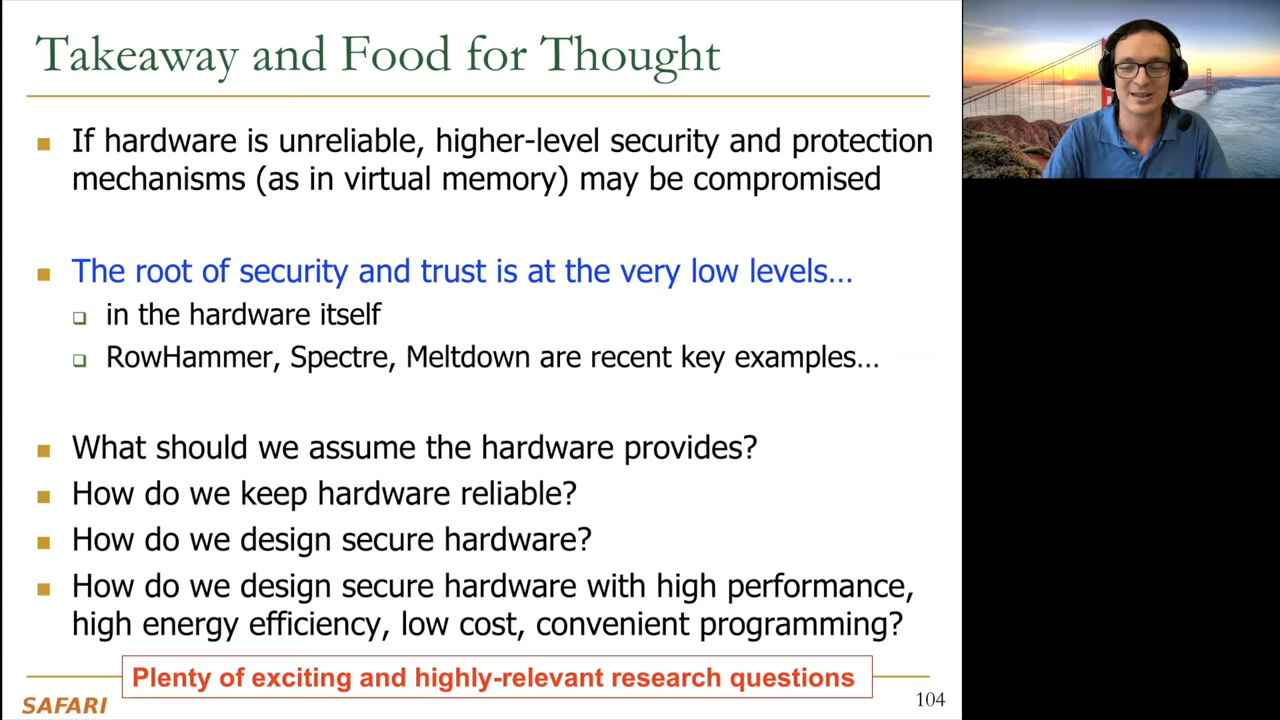 Takeaway and Food for Thought
If hardware is unreliable, higher-level security and protection
mechanisms (as in virtual memory) may be compromised
The root of security and trust is at the very low levels…
in the hardware itself
RowHammer, Spectre, Meltdown are recent key examples…
What should we assume the hardware provides?
How do we keep hardware reliable?
How do we design secure hardware?
How do we design secure hardware with high performance,
high energy efficiency, low cost, convenient programming?
Plenty of exciting and highly-relevant research questions
SAFARI
104